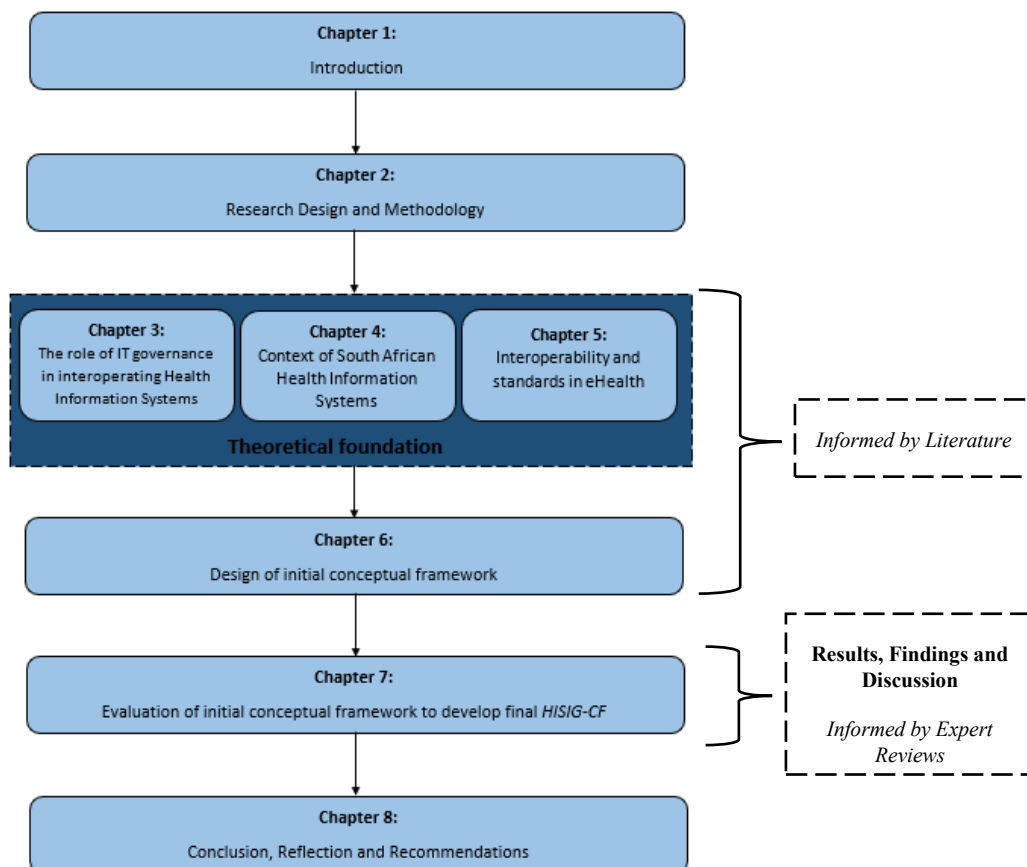 Chapter 1:
Introduction
Chapter 2:
Research Design and Methodology
Chapter 3:
The role of IT governance
in interoperating Health
Information Systems
Chapter 4:
Context of South African
Health Information
Systems
Chapter 5:
Interoperability and
standards in eHealth
Theoretical foundation
Informed by Literature
Chapter 6:
Design of initial conceptual framework
Chapter 7:
Evaluation of initial conceptual framework to develop final HISIG-CF
Results, Findings and
Discussion
Informed by Expert
Reviews
Chapter 8:
Conclusion, Reflection and Recommendations